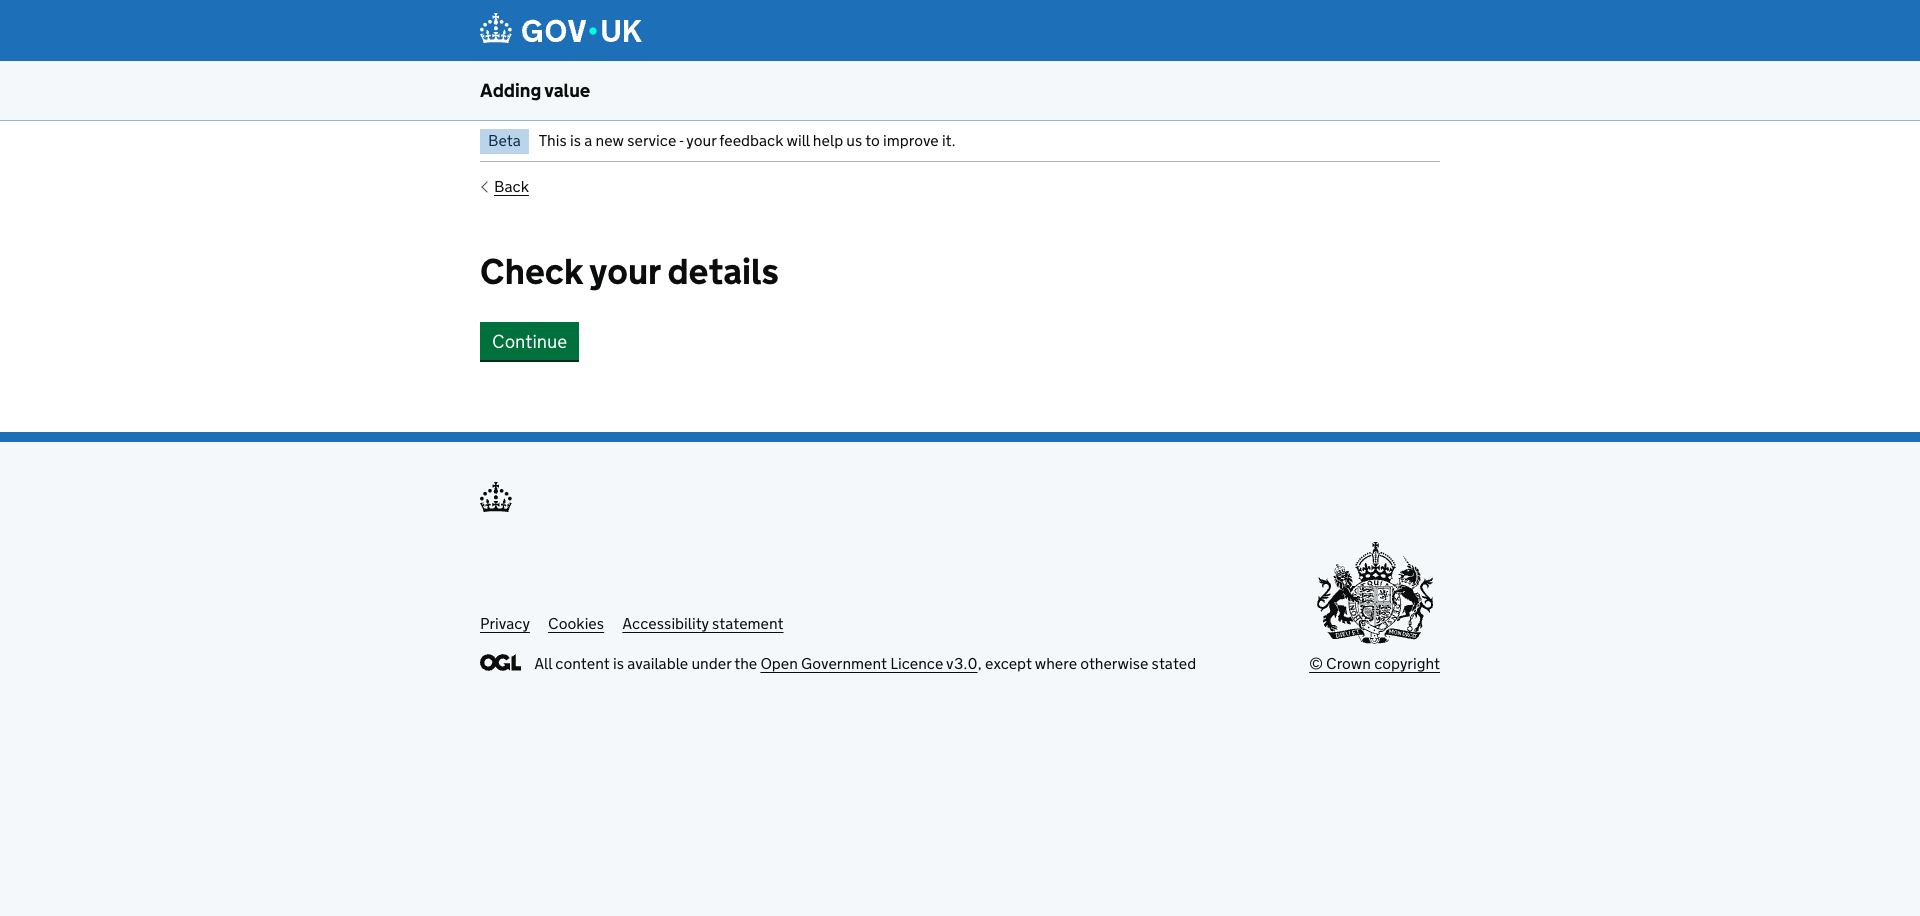 GOV·UK
Adding value
Beta This is a new service - your feedback will help us to improve it.
Back
Check your details
Continue
Privacy Cookies Accessibility statement
OGL All content is available under the Open Government Licence v3.0, except where otherwise stated
© Crown copyright